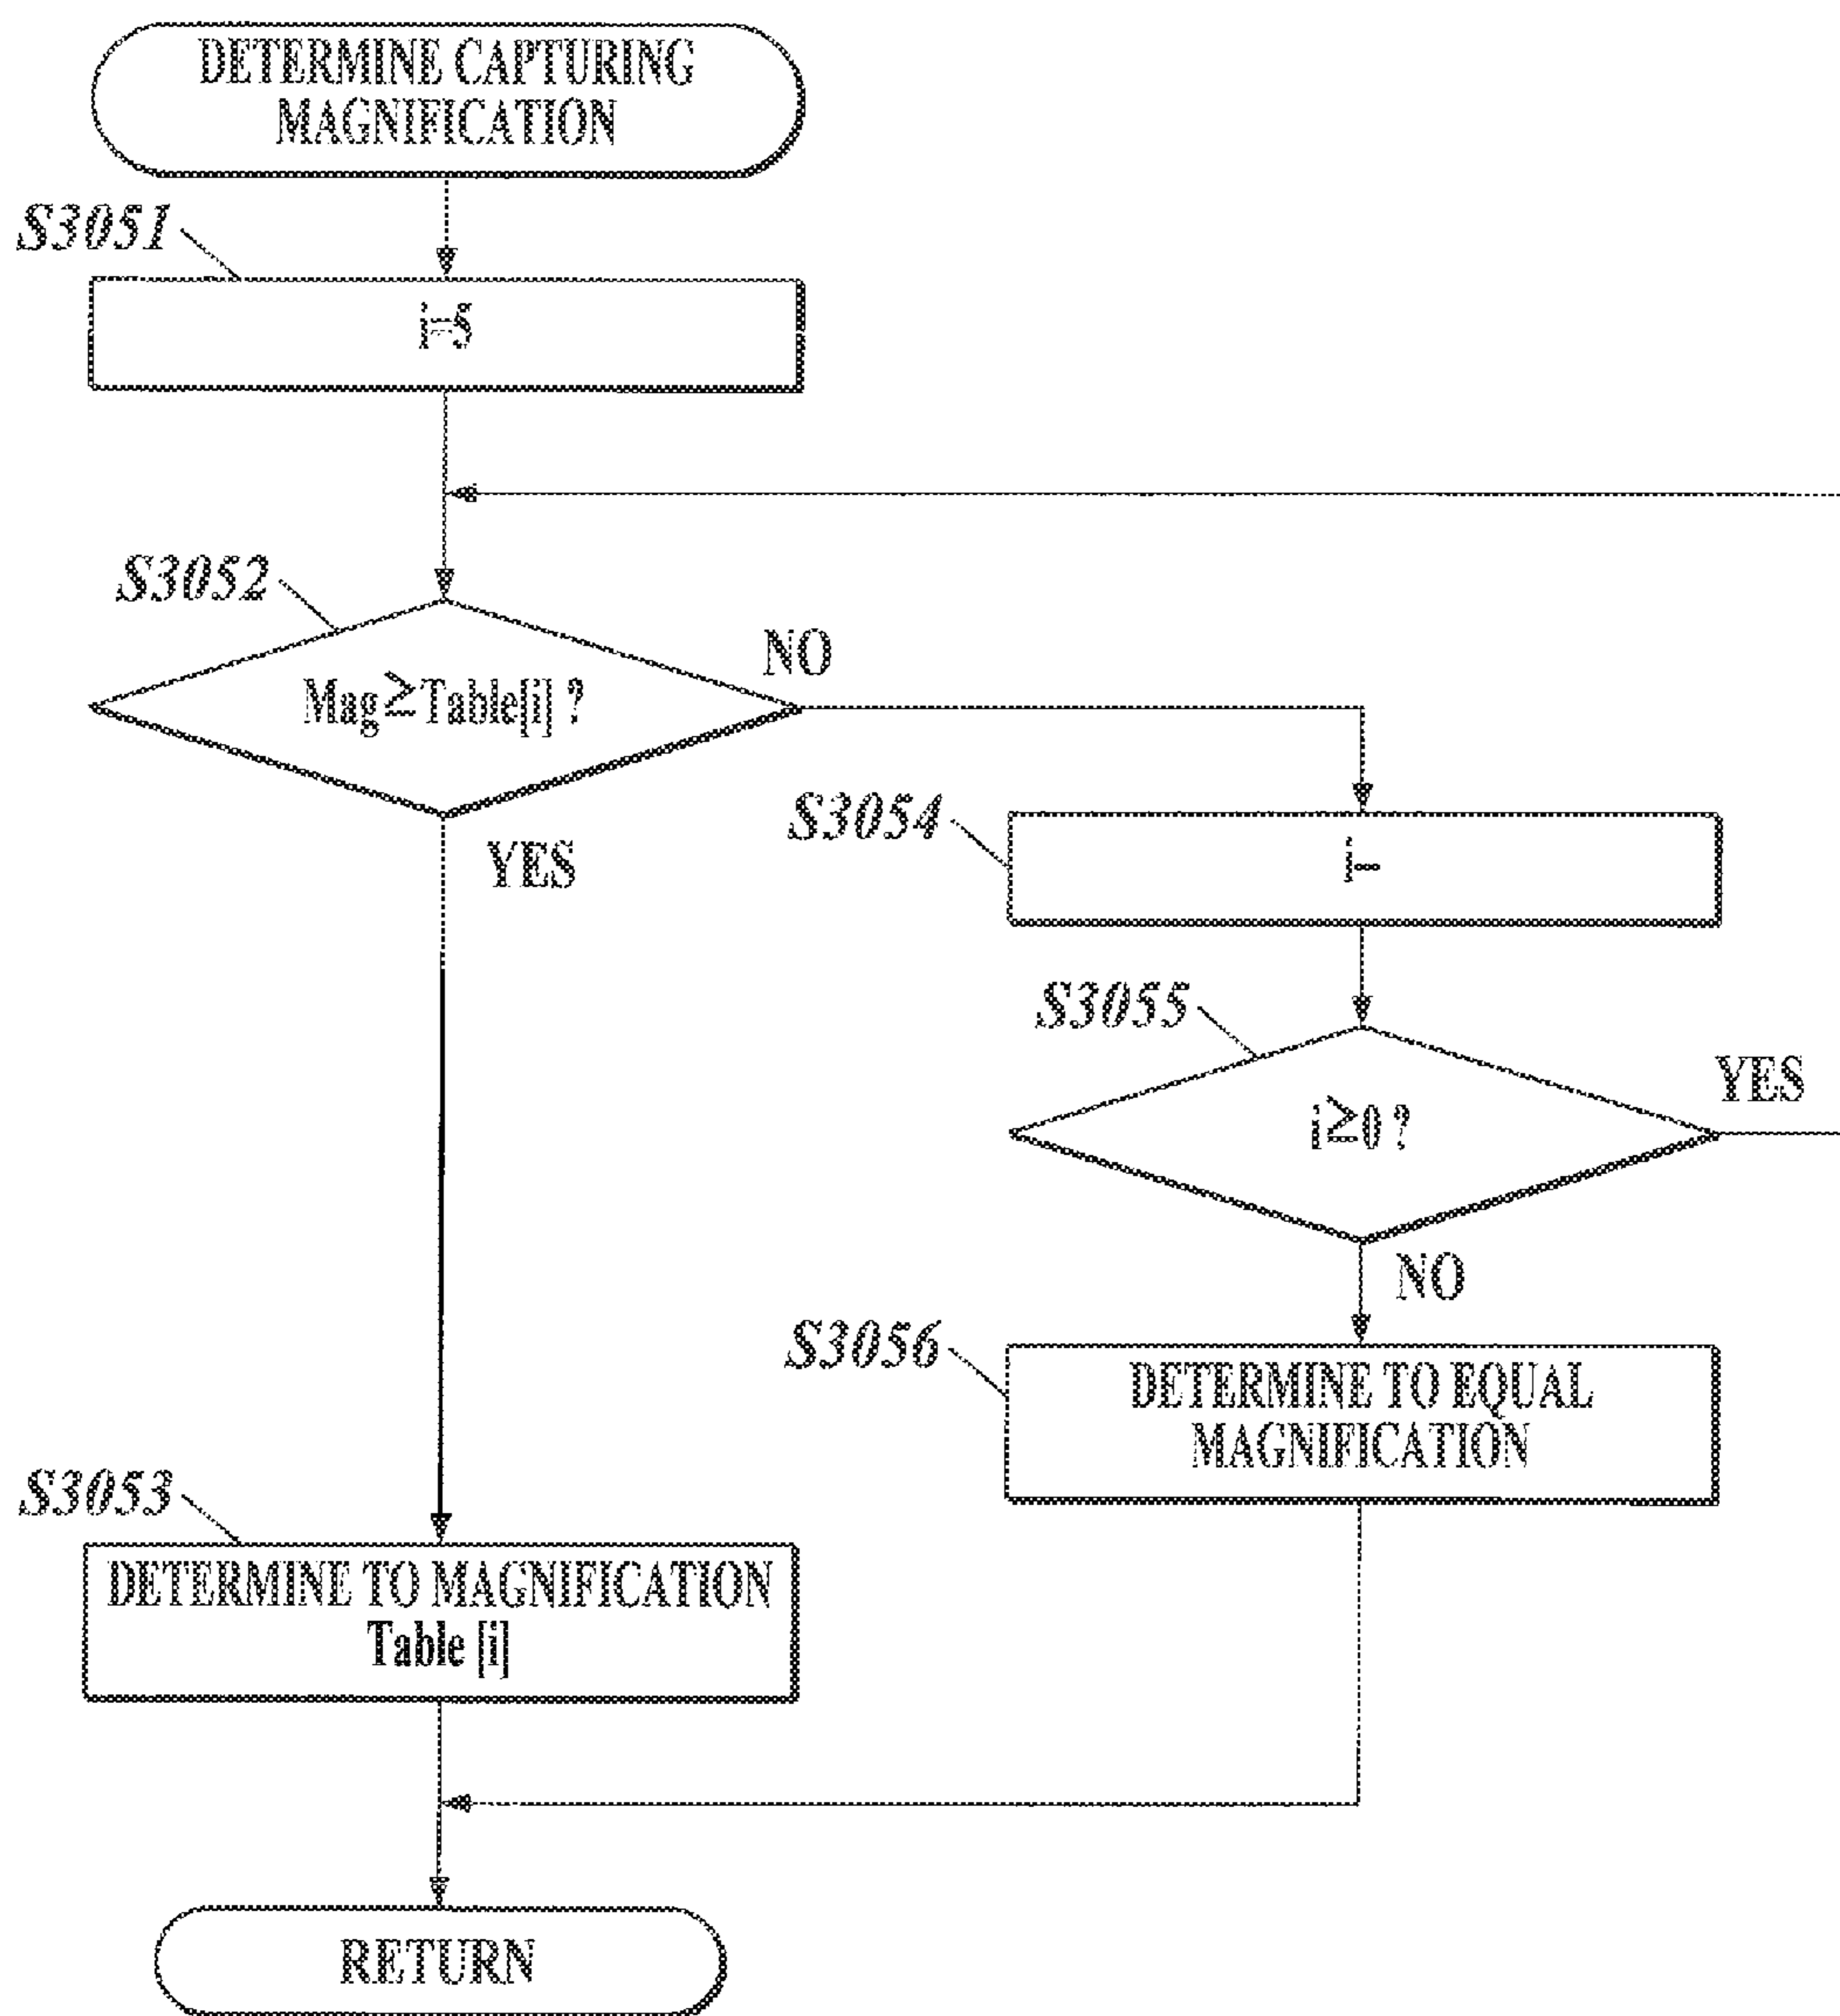 DETERMINE CAPTURING
MAGNIFICATION
S3051
i=5
S3052
Mag≧Table[i] ?
NO
YES
S3054
i--
S3055
i≧0 ?
YES
NO
S3056
DETERMINE TO EQUAL
MAGNIFICATION
S3053
DETERMINE TO MAGNIFICATION
Table [i]
RETURN